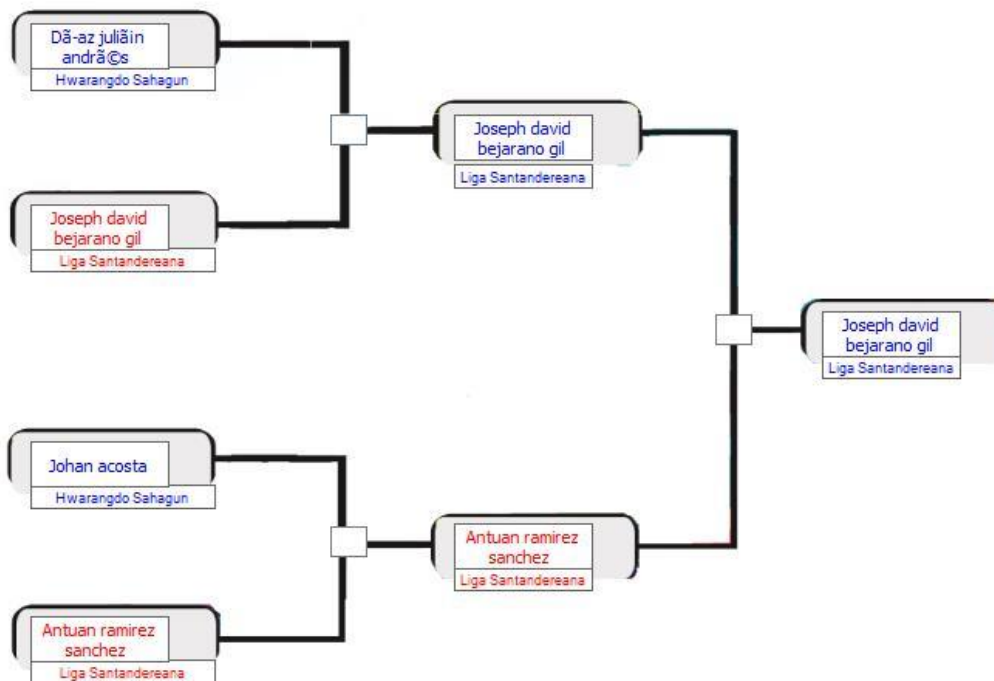 Dã-az juliãin
andrã©s
Hwarangdo Sahagun
Joseph david
bejarano gil
Liga Santandereana
Joseph david
bejarano gil
Liga Santandereana
Joseph david
bejarano gil
Liga Santandereana
Johan acosta
Hwarangdo Sahagun
Antuan ramirez
sanchez
Liga Santandereana
Antuan ramirez
sanchez
Liga Santandereana